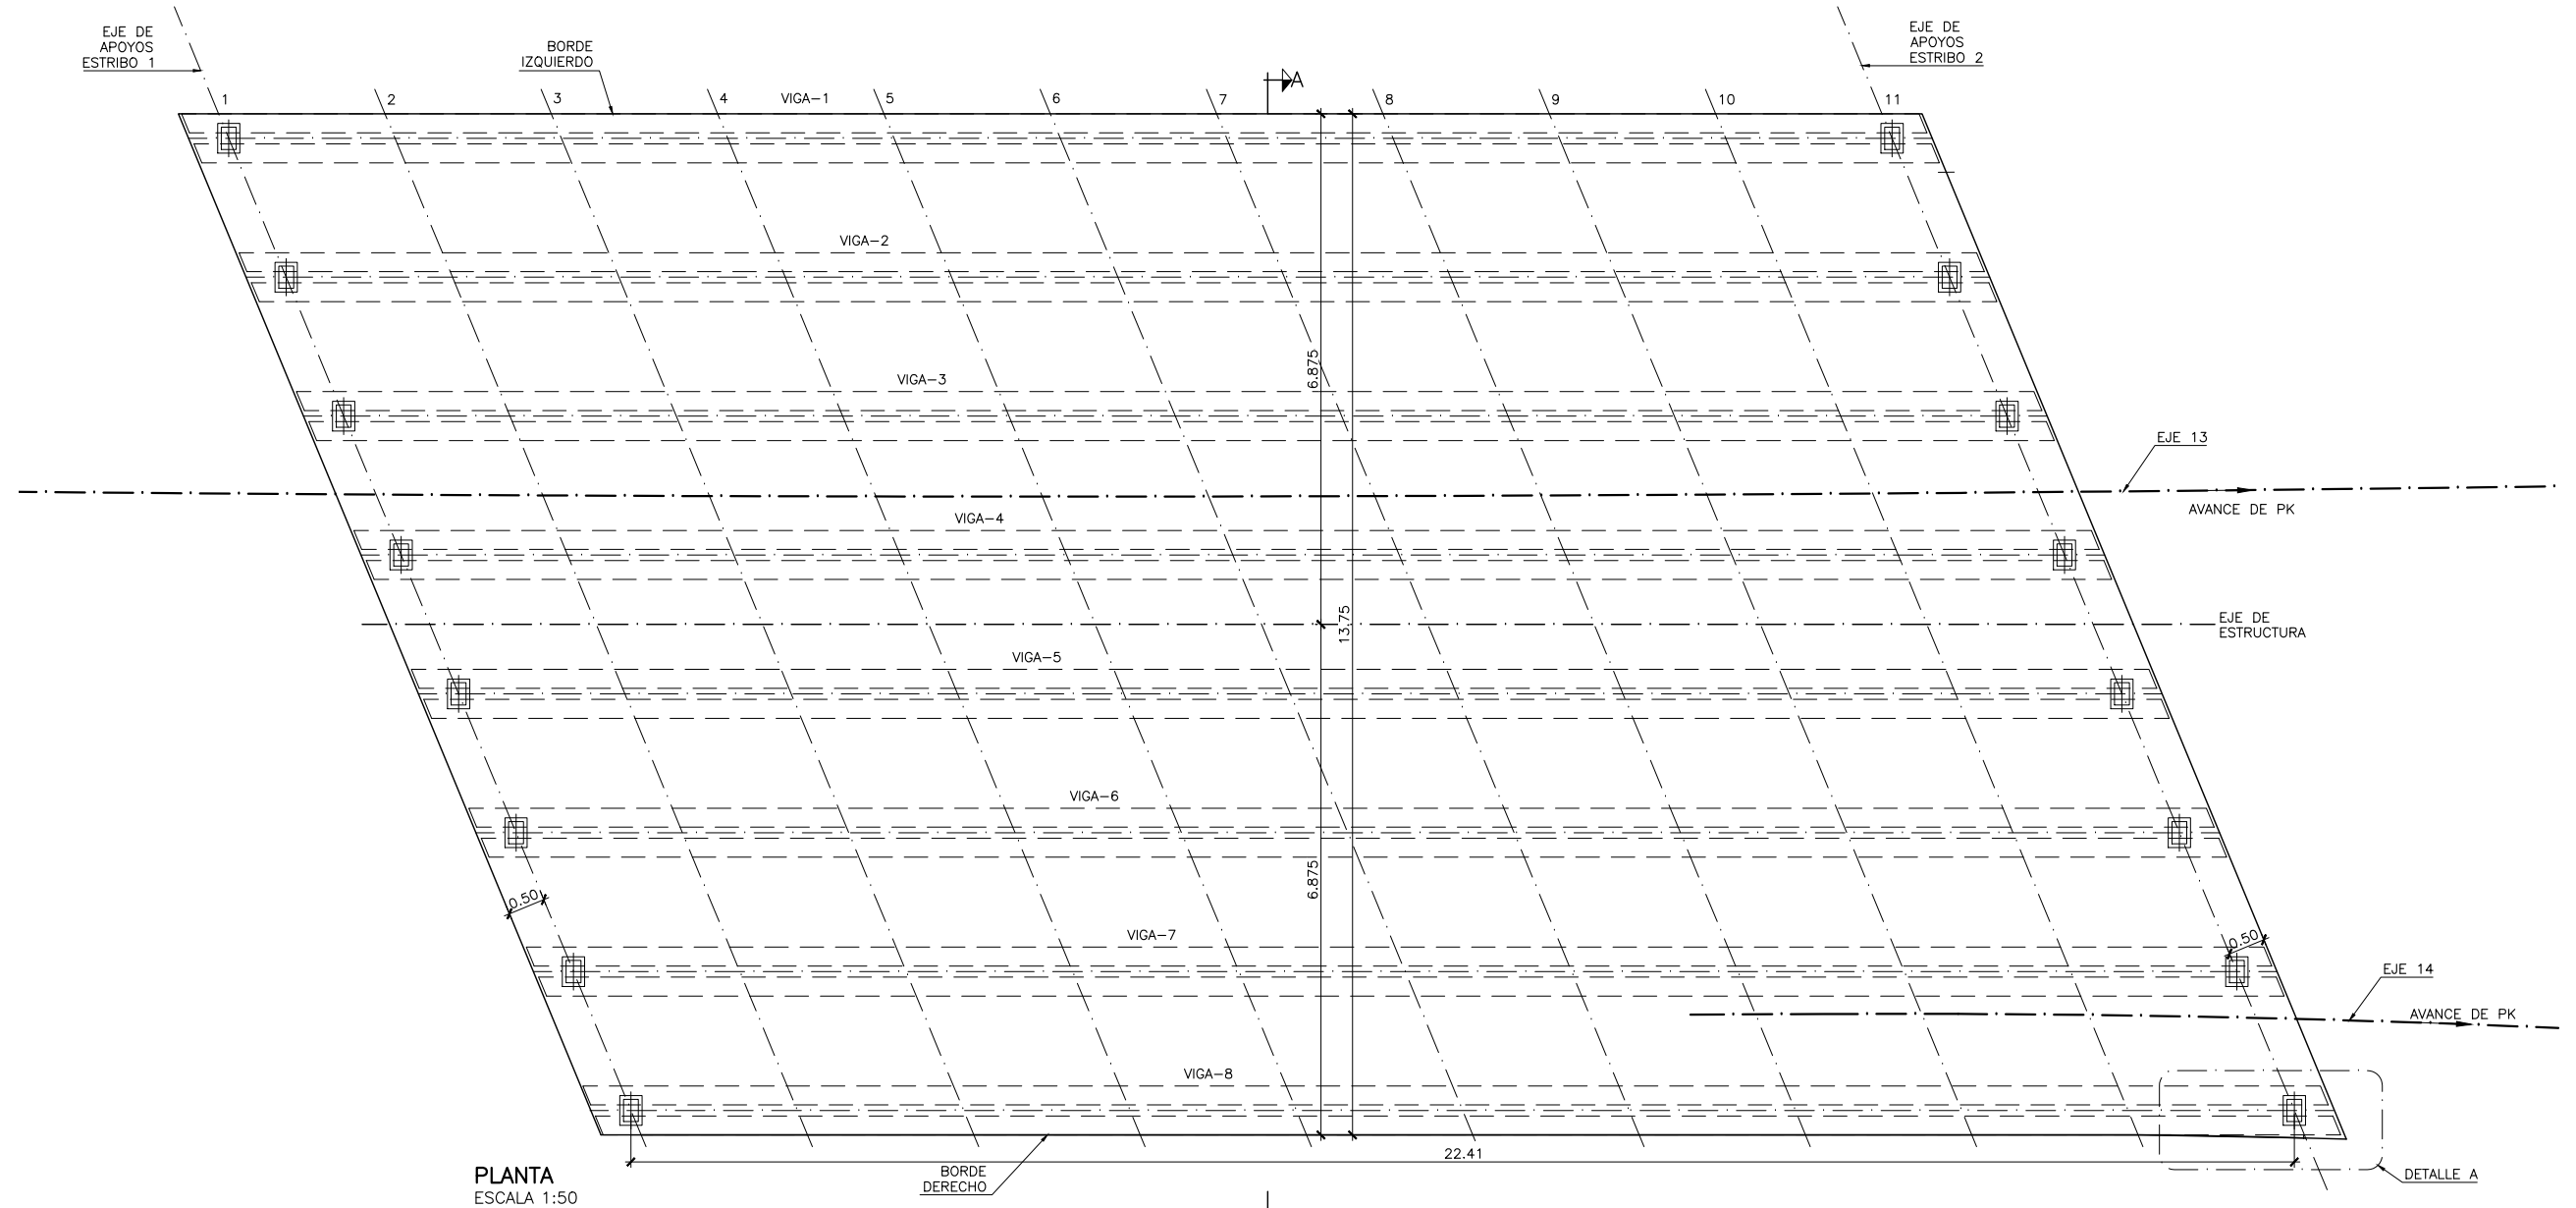 EJE DE
APOYOS
ESTRIBO 1
BORDE
IZQUIERDO
A
EJE DE
APOYOS
ESTRIBO 2
1
2
3
4
VIGA-1
5
6
7
8
9
10
11
VIGA-2
6.875
VIGA-3
EJE 13
AVANCE DE PK
VIGA-4
13.75
EJE DE
ESTRUCTURA
VIGA-5
VIGA-6
6.875
0.50
VIGA-7
0.50
EJE 14
AVANCE DE PK
VIGA-8
22.41
PLANTA
ESCALA 1:50
BORDE
DERECHO
DETALLE A